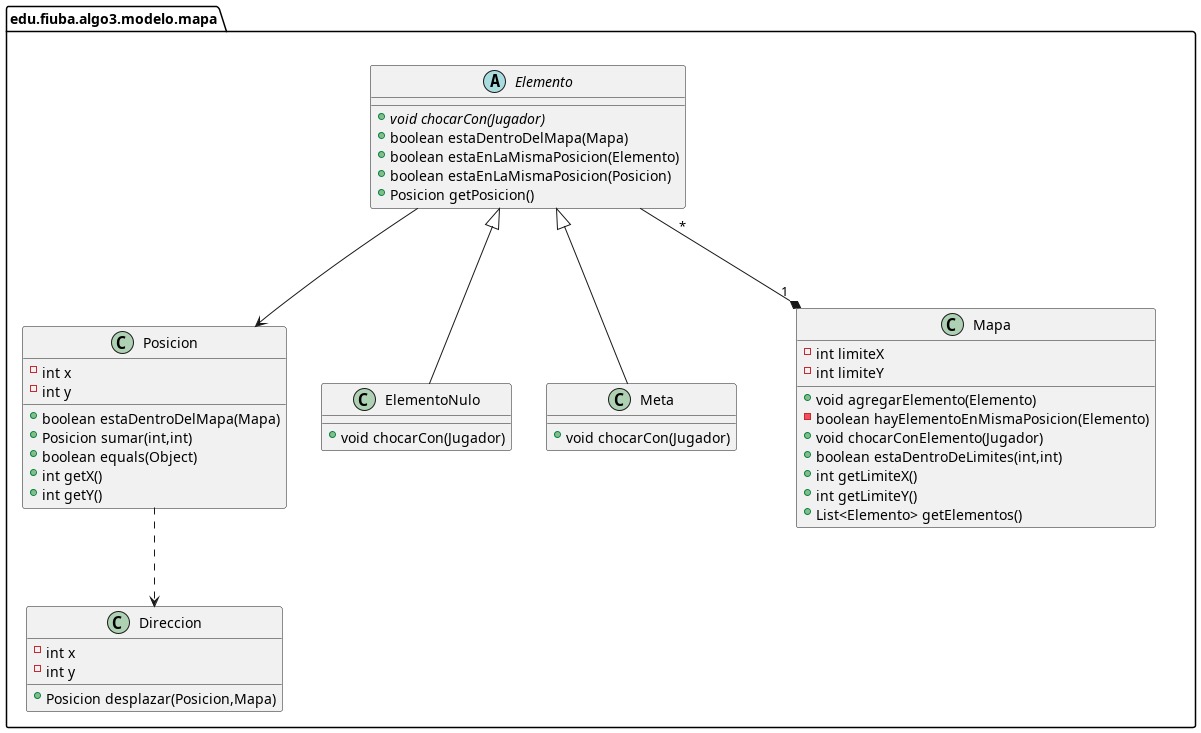 edu.fiuba.algo3.modelo.mapa
A Elemento
void chocarCon(Jugador)
boolean estaDentroDelMapa(Mapa)
boolean estaEnLaMismaPosicion(Elemento)
boolean estaEnLaMismaPosicion(Posicion)
Posicion getPosicion()
*
1
C Posicion
int x
int y
boolean estaDentroDelMapa(Mapa)
Posicion sumar(int,int)
boolean equals(Object)
int getX()
int getY()
C ElementoNulo
void chocarCon(Jugador)
C Meta
void chocarCon(Jugador)
C Mapa
int limiteX
int limiteY
void agregarElemento(Elemento)
boolean hayElementoEnMismaPosicion(Elemento)
void chocarConElemento(Jugador)
boolean estaDentroDeLimites(int,int)
int getLimiteX()
int getLimiteY()
List<Elemento> getElementos()
C Direccion
int x
int y
Posicion desplazar(Posicion,Mapa)